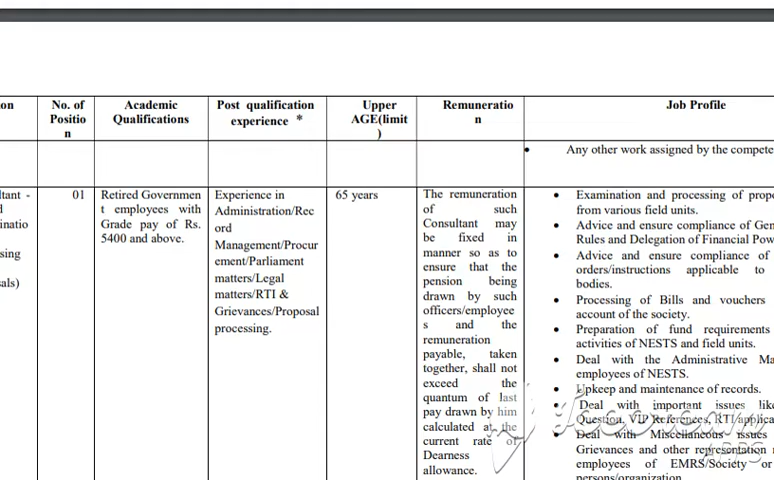 on
No. of
Positio
n
Academic
Qualifications
Post qualification
experience *
Upper
AGE(limit
)
Remuneratio
n
Job Profile
• Any other work assigned by the compete
ltant -
01
Retired Governmen
t employees with
Grade pay of Rs.
5400 and above.
Experience in
Administration/Rec
ord
Management/Procur
ement/Parliament
matters/Legal
matters/RTI &
Grievances/Proposal
processing.
65 years
The remuneration
of such
Consultant may
be fixed in
manner so as to
ensure that the
pension being
drawn by such
officers/employee
s and the
remuneration
payable, taken
together, shall not
exceed the
quantum of last
pay drawn by him
calculated at the
current rate of
Dearness
allowance.
• Examination and processing of propo
from various field units.
• Advice and ensure compliance of Gen
Rules and Delegation of Financial Pow
• Advice and ensure compliance of
orders/instructions applicable to
bodies.
• Processing of Bills and vouchers
account of the society.
• Preparation of fund requirements
activities of NESTS and field units.
• Deal with the Administrative Ma
employees of NESTS.
• Upkeep and maintenance of records.
• Deal with important issues lik
Question, VIP References, RTI applica
• Deal with Miscellaneous issues
Grievances and other representation
employees of EMRS/Society or
persons/organization.
inatio
sing
als)